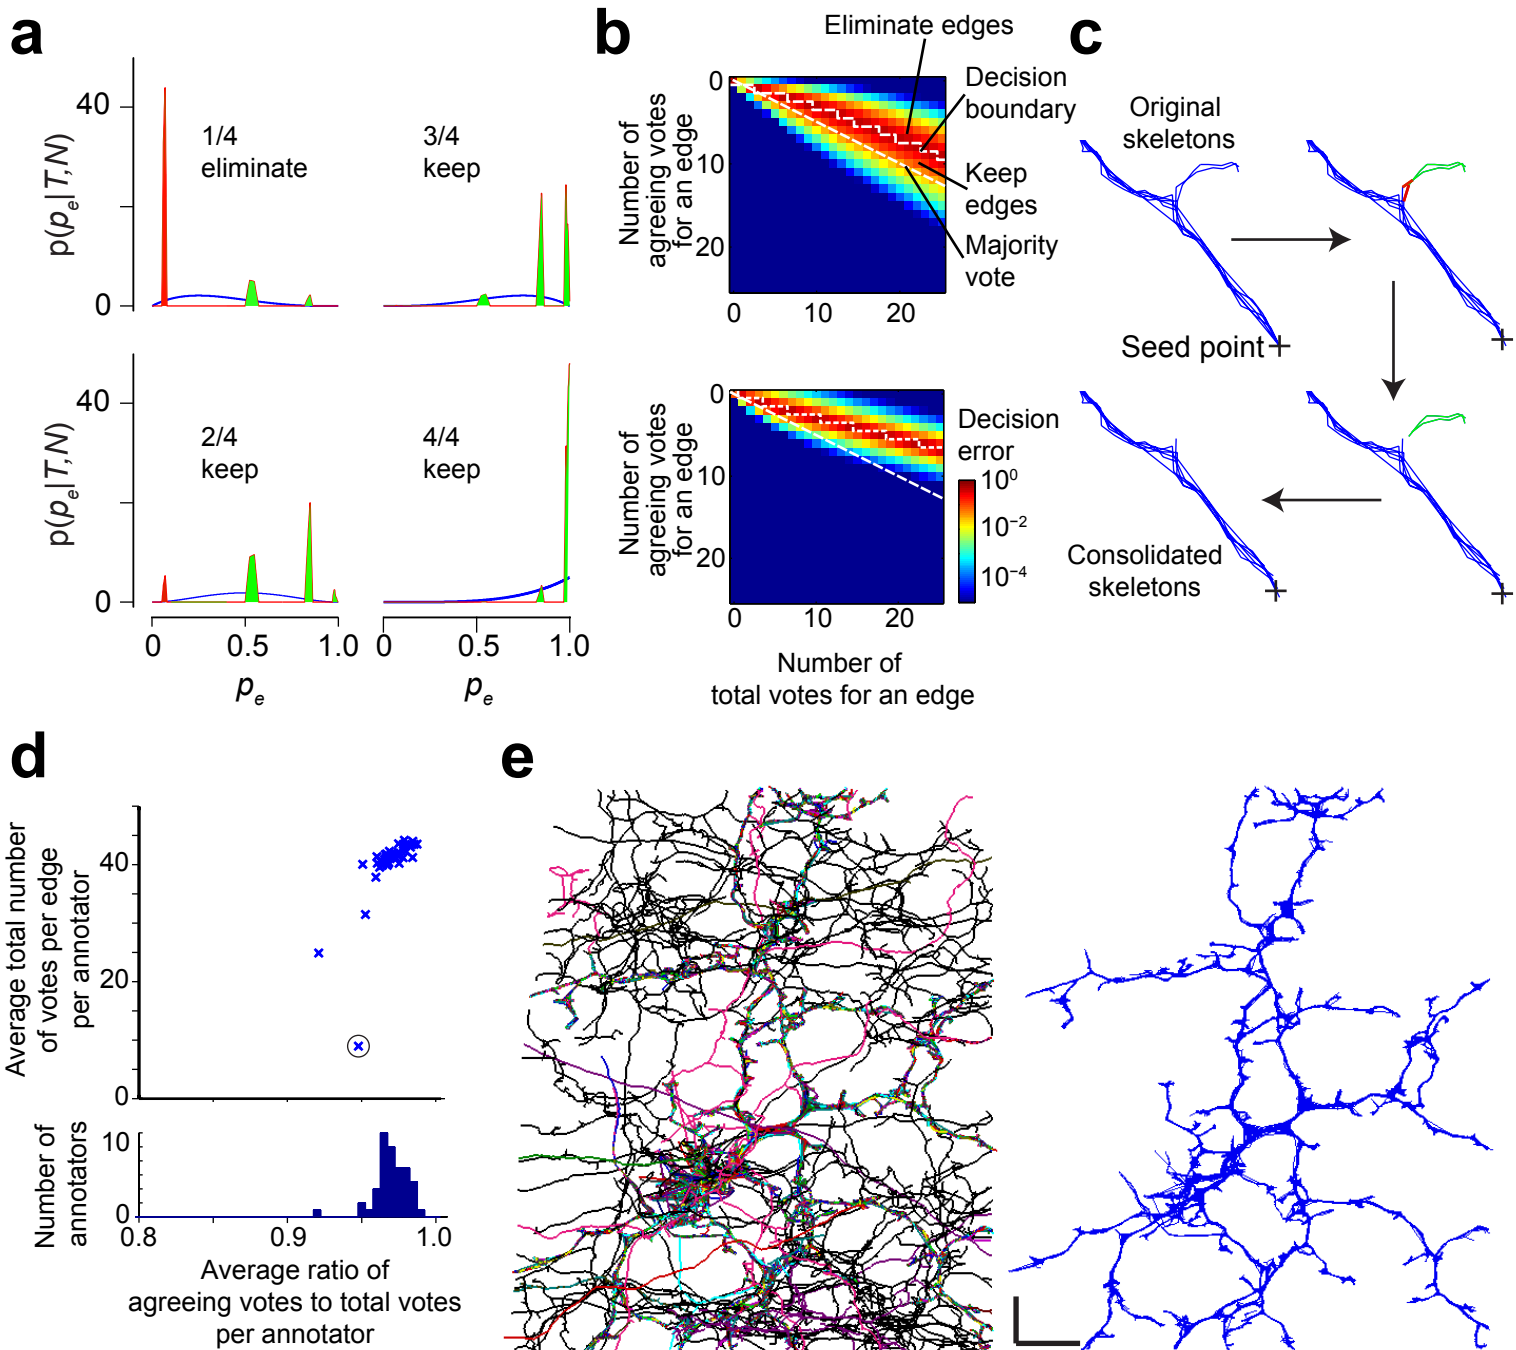 a
p(pe|T,N)
40
0
1/4
eliminate
3/4
keep
p(pe|T,N)
40
0
2/4
keep
4/4
keep
0
0.5
1.0
0
0.5
1.0
pe
pe
b
Eliminate edges
Decision
boundary
Keep
edges
Majority
vote
Number of
agreeing votes
for an edge
0
10
20
0
20
Number of
agreeing votes
for an edge
0
10
20
0
20
Decision
error
10^0
10^−2
10^−4
Number of
total votes for an edge
c
Original
skeletons
Seed point
Consolidated
skeletons
d
Average total number
of votes per edge
per annotator
40
20
0
Number of
annotators
10
0
0.8
0.9
1.0
Average ratio of
agreeing votes to total votes
per annotator
e